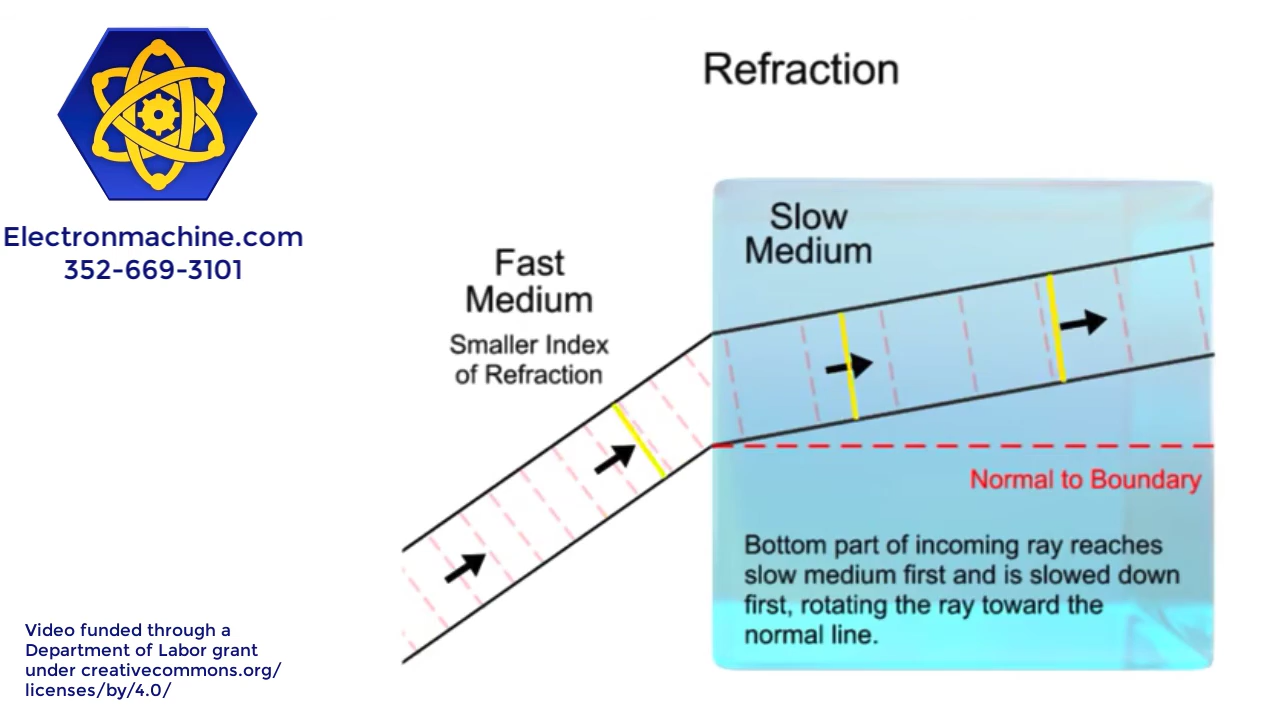 Refraction
Electronmachine.com
352-669-3101
Fast
Medium
Smaller Index
of Refraction
Slow
Medium
Normal to Boundary
Bottom part of incoming ray reaches
slow medium first and is slowed down
first, rotating the ray toward the
normal line.
Video funded through a
Department of Labor grant
under creativecommons.org/
licenses/by/4.0/